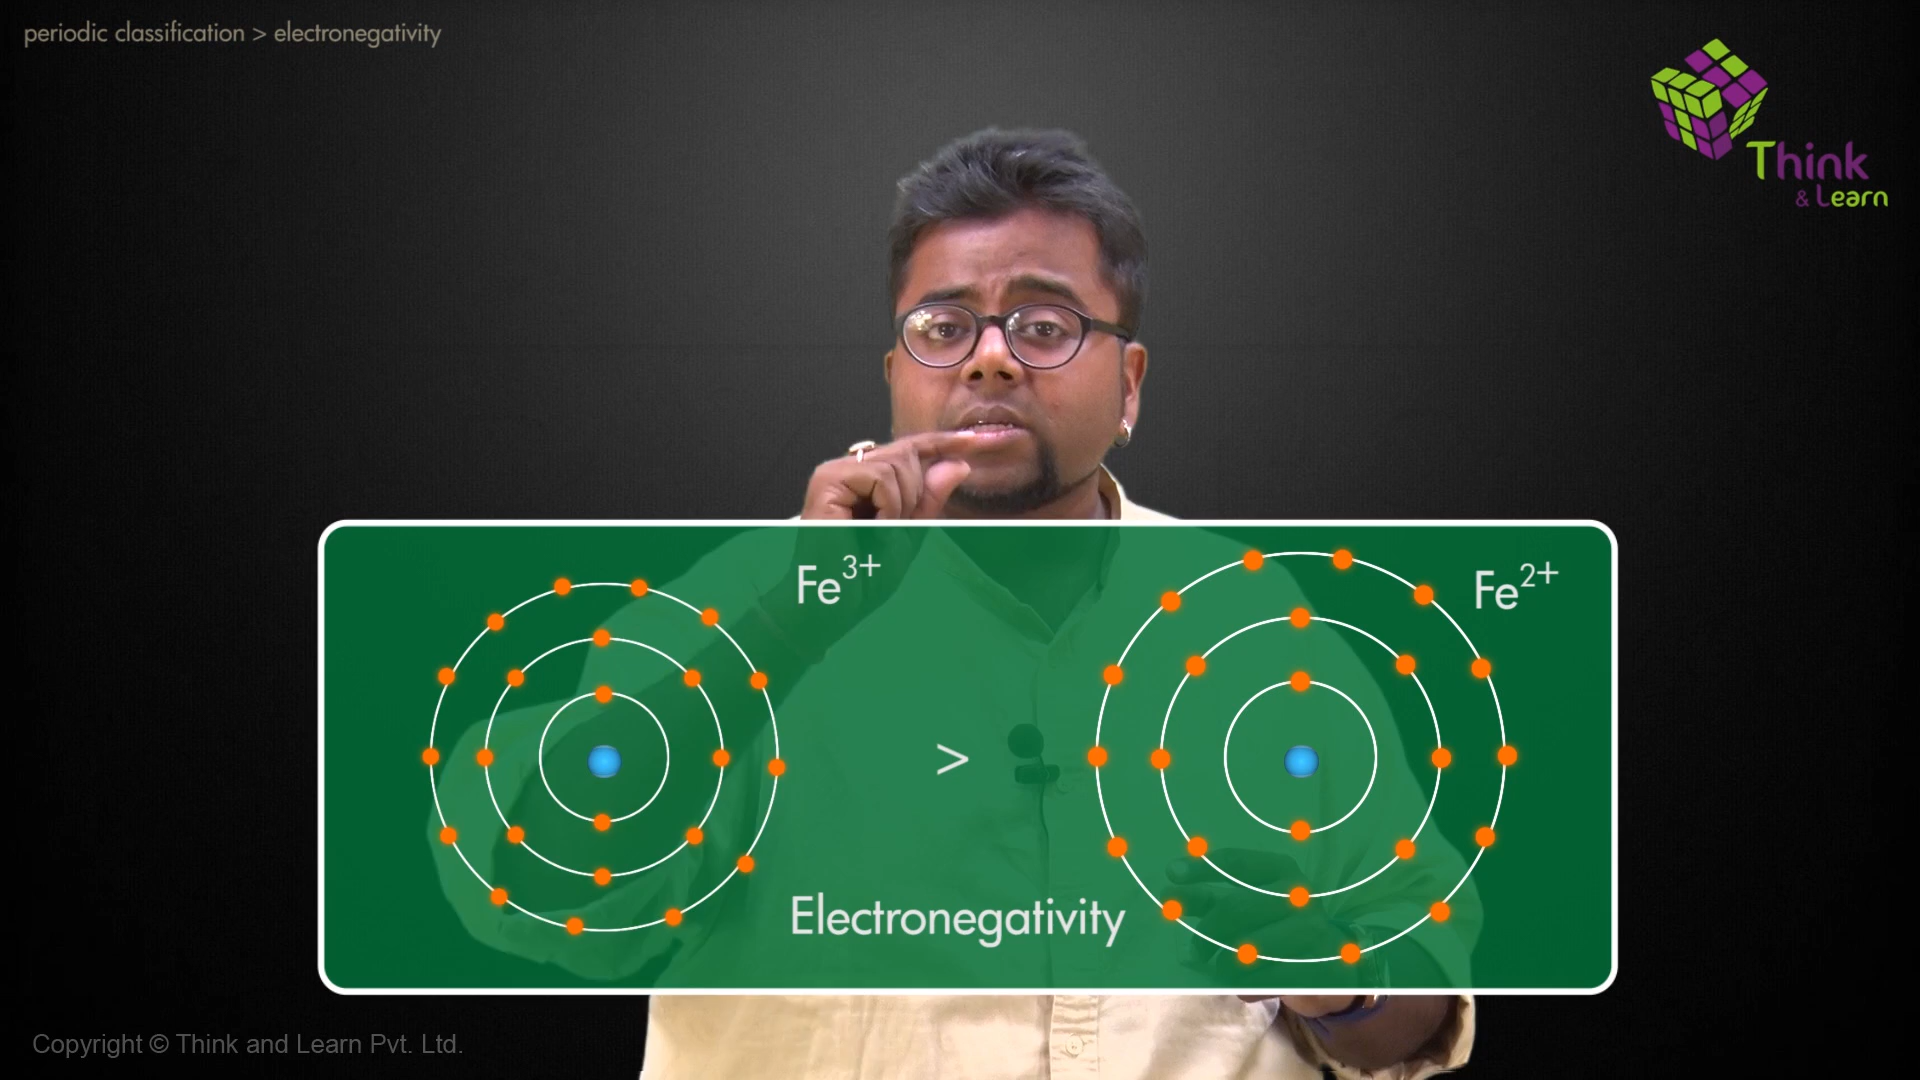 periodic classification > electronegativity
Think
& Learn
Fe3+
Fe2+
>
Electronegativity
Copyright © Think and Learn Pvt. Ltd.